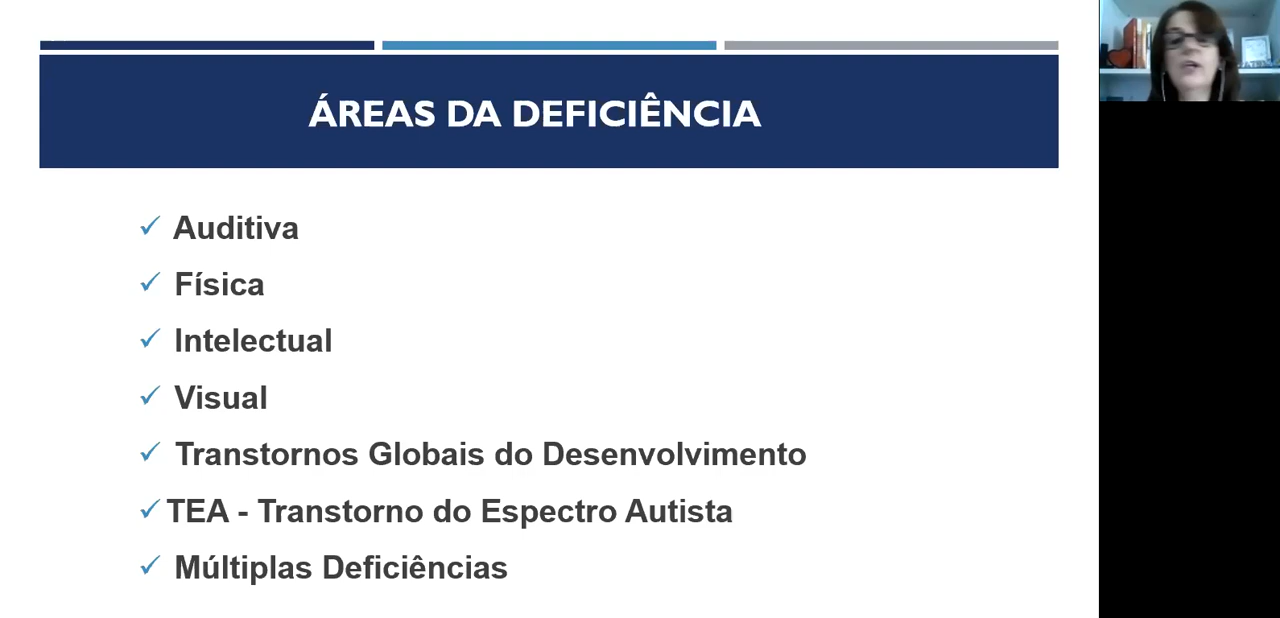 ÁREAS DA DEFICIÊNCIA
Auditiva
Física
Intelectual
Visual
Transtornos Globais do Desenvolvimento
TEA - Transtorno do Espectro Autista
Múltiplas Deficiências